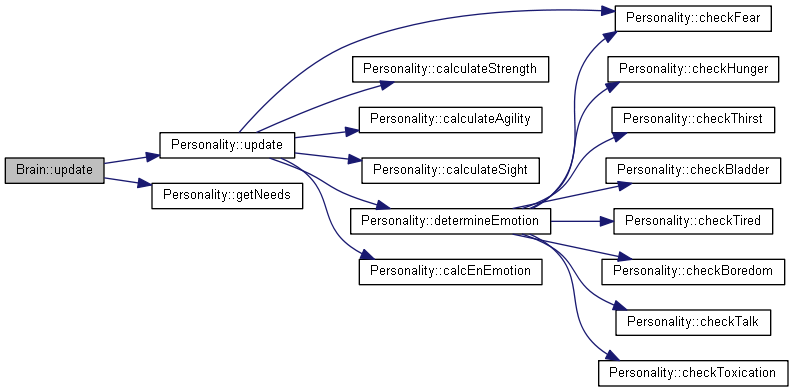 Personality::checkFear
Personality::calculateStrength
Personality::checkHunger
Personality::calculateAgility
Personality::checkThirst
Personality::update
Brain::update
Personality::calculateSight
Personality::checkBladder
Personality::getNeeds
Personality::determineEmotion
Personality::checkTired
Personality::calcEnEmotion
Personality::checkBoredom
Personality::checkTalk
Personality::checkToxication